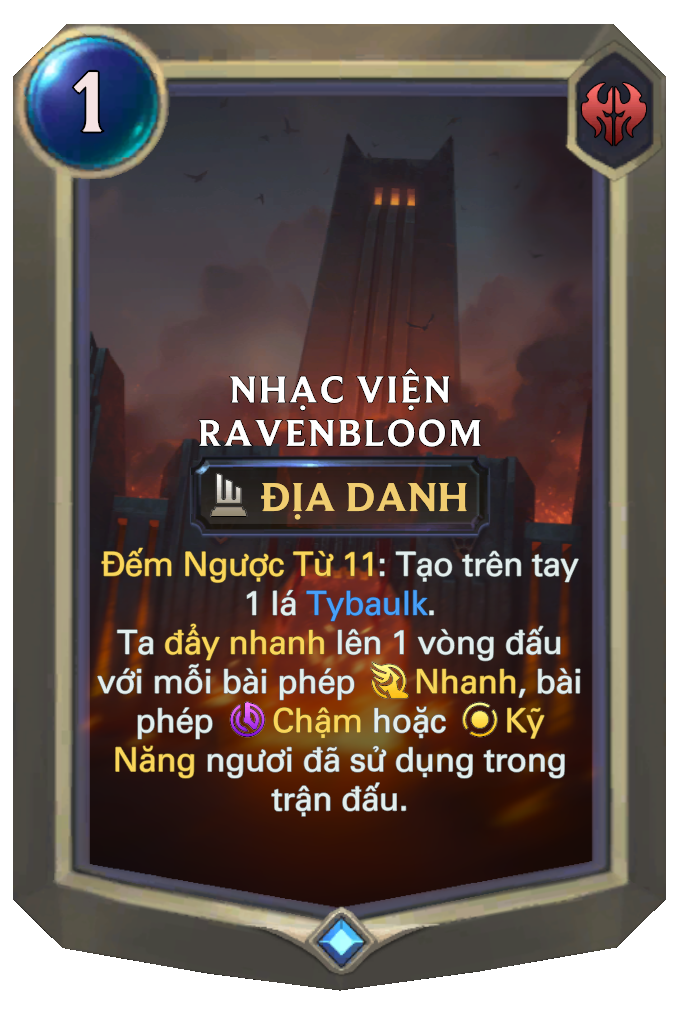 1
NHẠC VIỆN
RAVENBLOOM
ĐỊA DANH
Đếm Ngược Từ 11: Tạo trên tay
1 lá Tybaulk.
Ta đẩy nhanh lên 1 vòng đấu
với mỗi bài phép Nhanh, bài
phép Chậm hoặc Kỹ
Năng ngươi đã sử dụng trong
trận đấu.